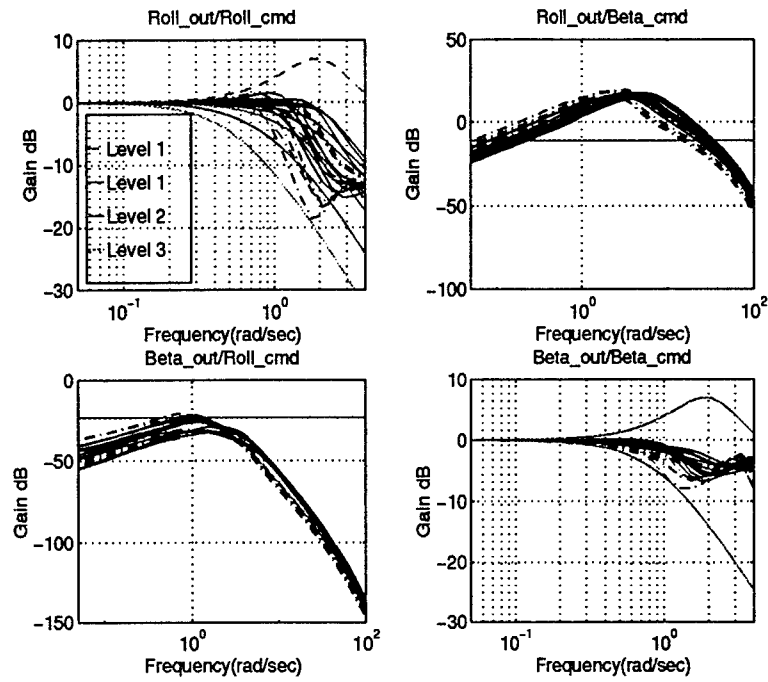 Roll_out/Roll_cmd
10
0
−10
−20
−30
Gain dB
Level 1
Level 1
Level 2
Level 3
10^-1
10^0
Frequency(rad/sec)
Roll_out/Beta_cmd
50
0
−50
−100
Gain dB
10^0
10^2
Frequency(rad/sec)
Beta_out/Roll_cmd
0
−50
−100
−150
Gain dB
10^0
10^2
Frequency(rad/sec)
Beta_out/Beta_cmd
10
0
−10
−20
−30
Gain dB
10^-1
10^0
Frequency(rad/sec)